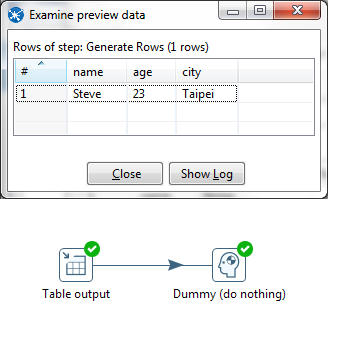 Examine preview data
Rows of step: Generate Rows (1 rows)
# name age city
1 Steve 23 Taipei
Close Show Log
Table output Dummy (do nothing)